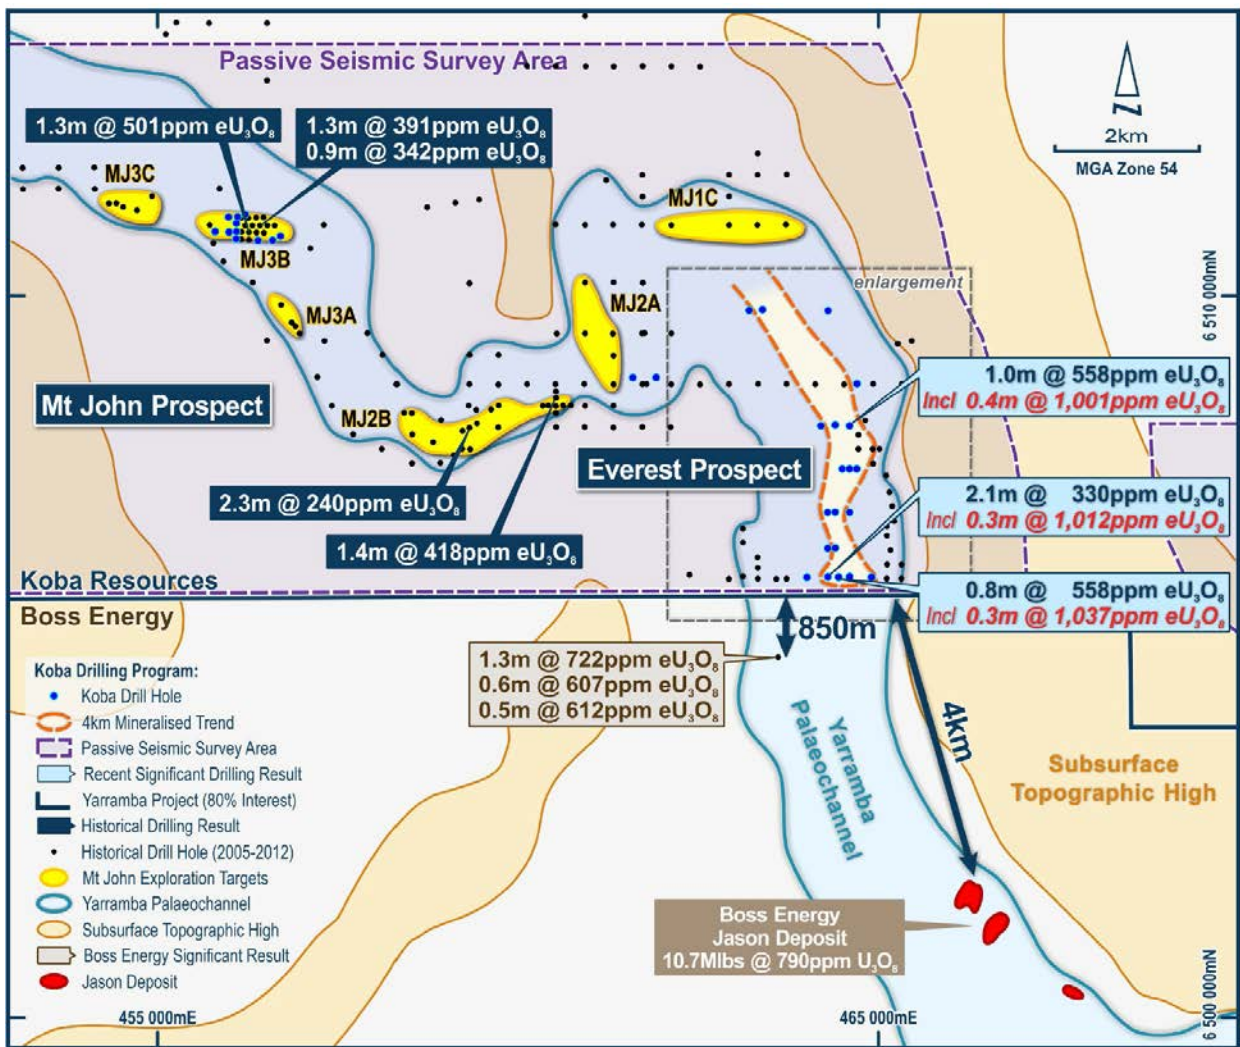 Passive Seismic Survey Area
1.3m @ 501ppm eU₃O₈
1.3m @ 391ppm eU₃O₈
0.9m @ 342ppm eU₃O₈
N
2km
MGA Zone 54
MJ3C
MJ1C
MJ3B
enlargement
6 510 000mN
MJ3A
MJ2A
1.0m @ 558ppm eU₃O₈
Incl 0.4m @ 1,001ppm eU₃O₈
Mt John Prospect
MJ2B
Everest Prospect
2.3m @ 240ppm eU₃O₈
2.1m @ 330ppm eU₃O₈
Incl 0.3m @ 1,012ppm eU₃O₈
1.4m @ 418ppm eU₃O₈
Koba Resources
0.8m @ 558ppm eU₃O₈
Incl 0.3m @ 1,037ppm eU₃O₈
Boss Energy
850m
1.3m @ 722ppm eU₃O₈
0.6m @ 607ppm eU₃O₈
0.5m @ 612ppm eU₃O₈
4km
Yarramba
Palaeochannel
Subsurface
Topographic High
Koba Drilling Program:
Koba Drill Hole
4km Mineralised Trend
Passive Seismic Survey Area
Recent Significant Drilling Result
Yarramba Project (80% Interest)
Historical Drilling Result
Historical Drill Hole (2005-2012)
Mt John Exploration Targets
Yarramba Palaeochannel
Subsurface Topographic High
Boss Energy Significant Result
Jason Deposit
Boss Energy
Jason Deposit
10.7Mlbs @ 790ppm U₃O₈
455 000mE
465 000mE
6 500 000mN